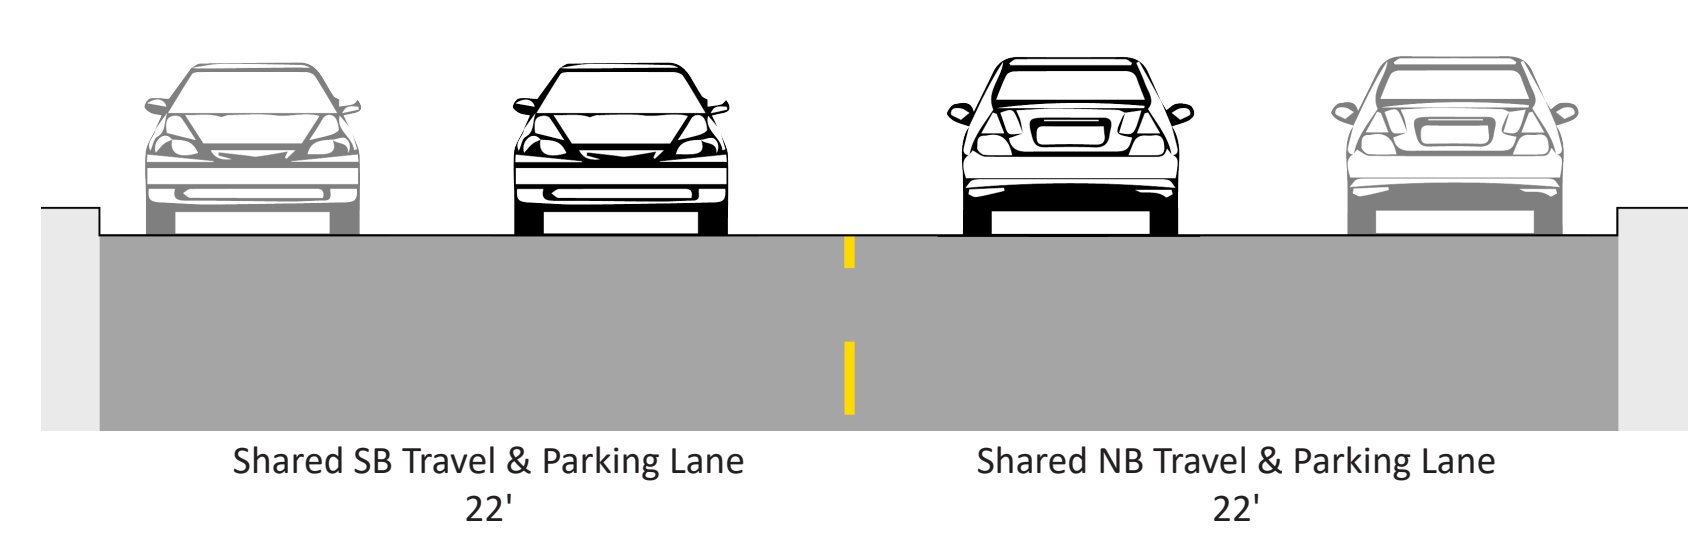 Shared SB Travel & Parking Lane
22'
Shared NB Travel & Parking Lane
22'